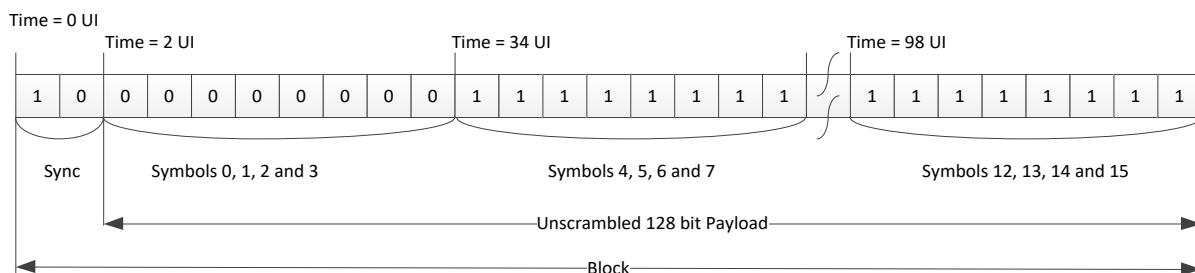 Time = 0 UI
Time = 2 UI
Time = 34 UI
Time = 98 UI
1 0 0 0 0 0 0 0 0 0 1 1 1 1 1 1 1 1 1 1 1 1 1 1 1 1
Sync
Symbols 0, 1, 2 and 3
Symbols 4, 5, 6 and 7
Symbols 12, 13, 14 and 15
Unscrambled 128 bit Payload
Block